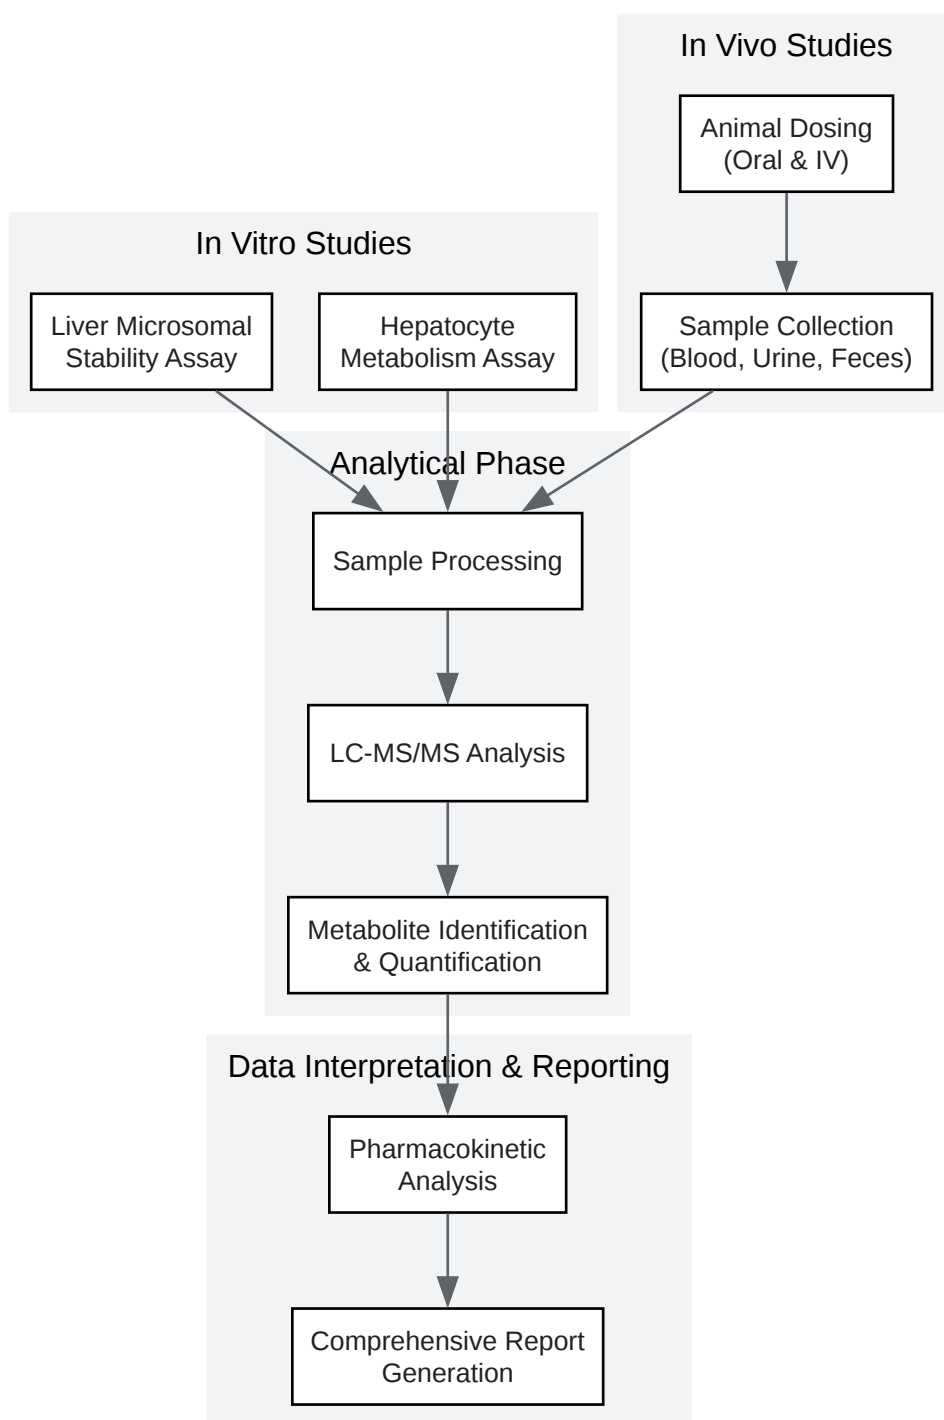 In Vivo Studies
Animal Dosing
(Oral & IV)
In Vitro Studies
Liver Microsomal
Stability Assay
Hepatocyte
Metabolism Assay
Sample Collection
(Blood, Urine, Feces)
Analytical Phase
Sample Processing
LC-MS/MS Analysis
Metabolite Identification
& Quantification
Data Interpretation & Reporting
Pharmacokinetic
Analysis
Comprehensive Report
Generation